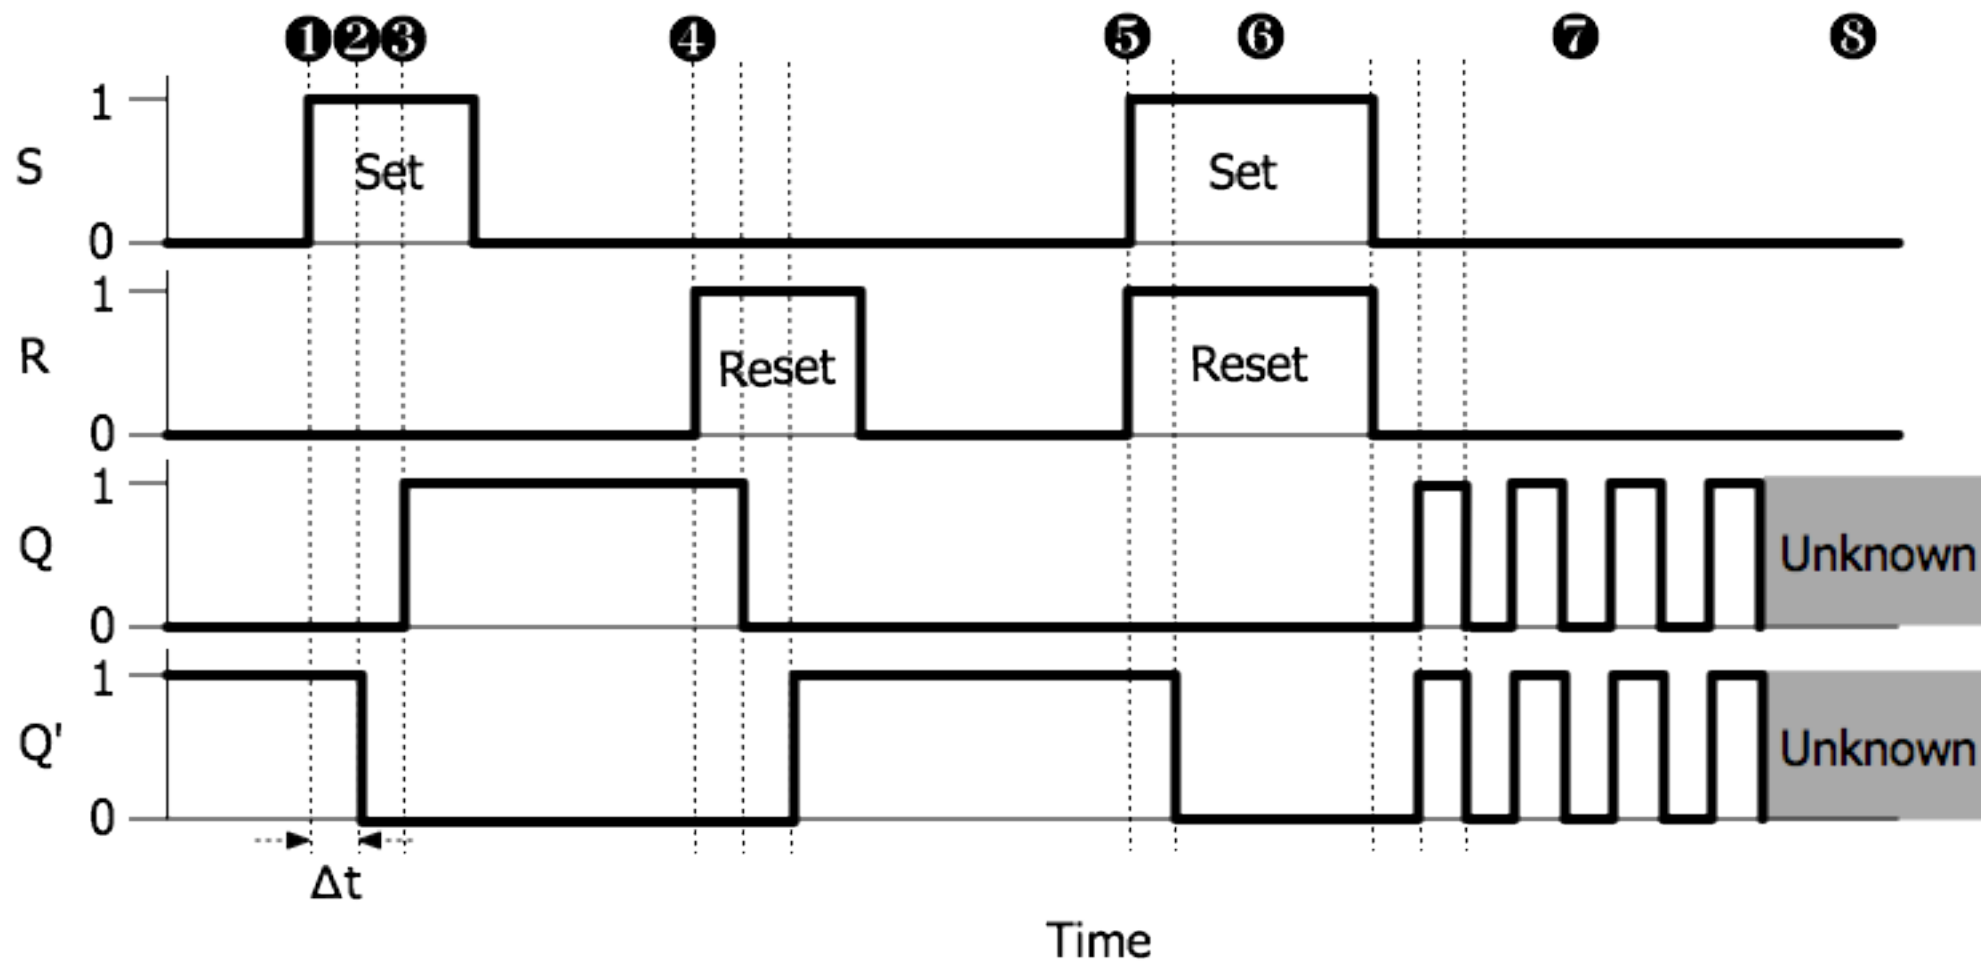 ❶❷❸ ❹ ❺ ❻ ❼ ❽
1
S Set Set
0
1
R Reset Reset
0
1
Q Unknown
0
1
Q' Unknown
0
Δt
Time